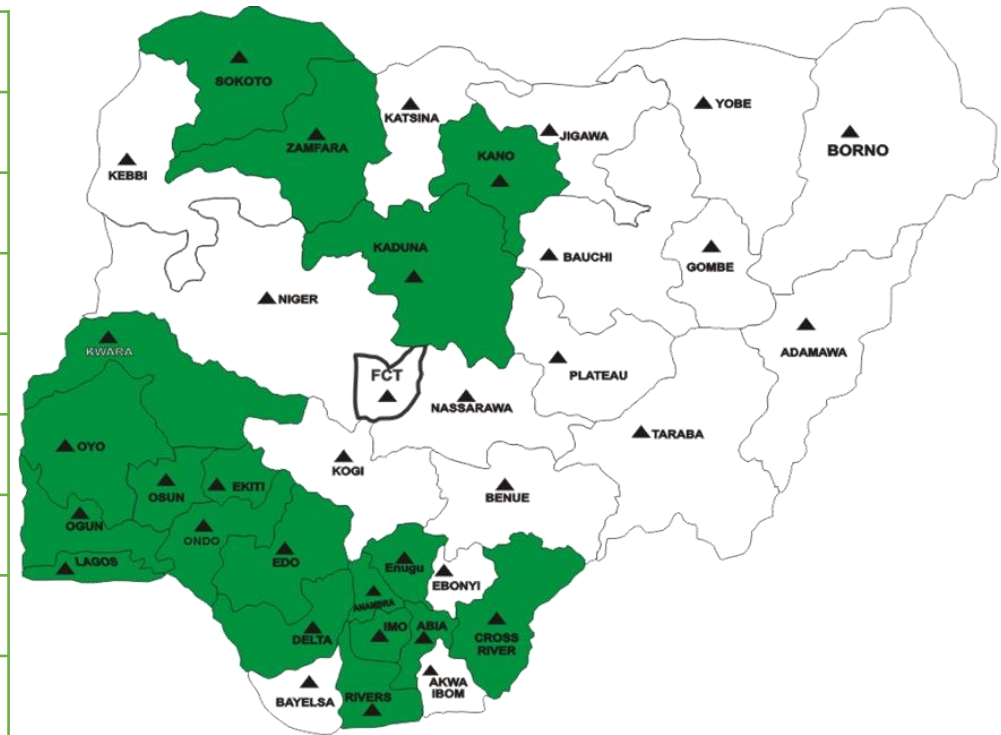 SOKOTO
KATSINA
YOBE
JIGAWA
BORNO
ZAMFARA
KANO
KEBBI
KADUNA
BAUCHI
GOMBE
NIGER
KWARA
ADAMAWA
FCT
PLATEAU
NASSARAWA
TARABA
OYO
KOGI
OSUN
EKITI
BENUE
OGUN
ONDO
EDO
LAGOS
Enugu
EBONYI
ANAMBRA
IMO
ABIA
DELTA
CROSS
RIVER
AKWA
IBOM
BAYELSA
RIVERS